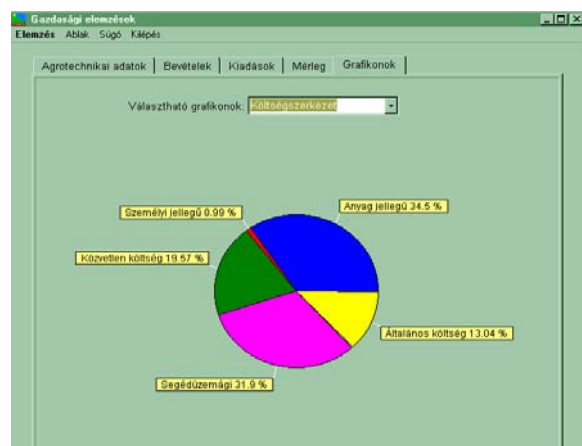 Gazdasági elemzések
Elemzés Ablak Súgó Kilépés
Agrotechnikai adatok Bevételek Kiadások Mérleg Grafikonok
Választható grafikonok: Költségszerkezet
Személyi jellegű 0.99 %
Anyag jellegű 34.5 %
Közvetlen költség 19.57 %
Általános költség 13.04 %
Segédüzemági 31.9 %